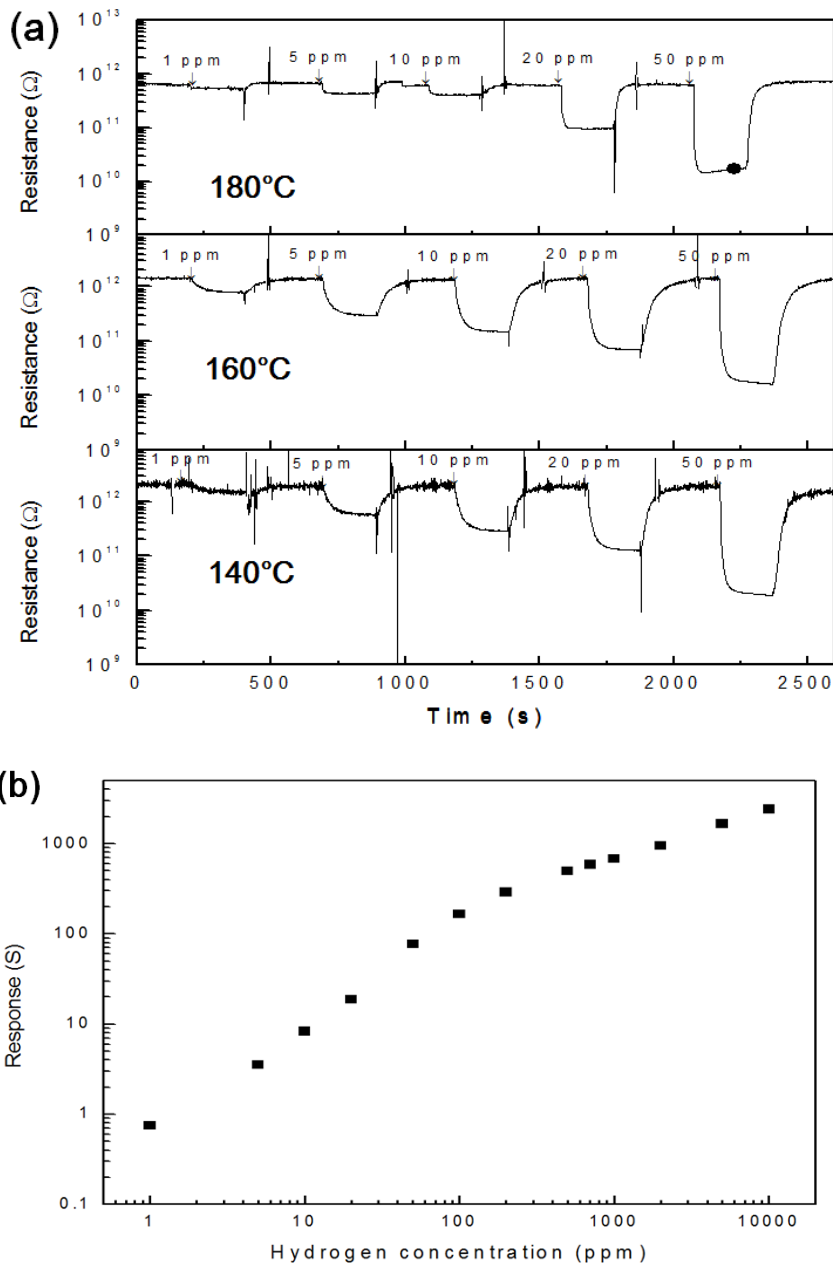 (a)
10¹³
1 ppm
5 ppm
10 ppm
20 ppm
50 ppm
10¹²
10¹¹
10¹⁰
10⁹
Resistance (Ω)
180°C
1 ppm
5 ppm
10 ppm
20 ppm
50 ppm
10¹²
10¹¹
10¹⁰
10⁹
Resistance (Ω)
160°C
1 ppm
5 ppm
10 ppm
20 ppm
50 ppm
10¹²
10¹¹
10¹⁰
10⁹
Resistance (Ω)
140°C
0 500 1000 1500 2000 2500
Time (s)
(b)
1000
100
10
1
0.1
Response (S)
1 10 100 1000 10000
Hydrogen concentration (ppm)